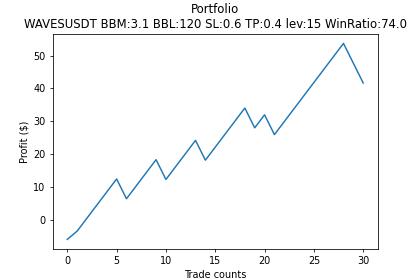 Portfolio
WAVESUSDT BBM:3.1 BBL:120 SL:0.6 TP:0.4 lev:15 WinRatio:74.0
50
40
30
20
10
0
Profit ($)
0 5 10 15 20 25 30
Trade counts